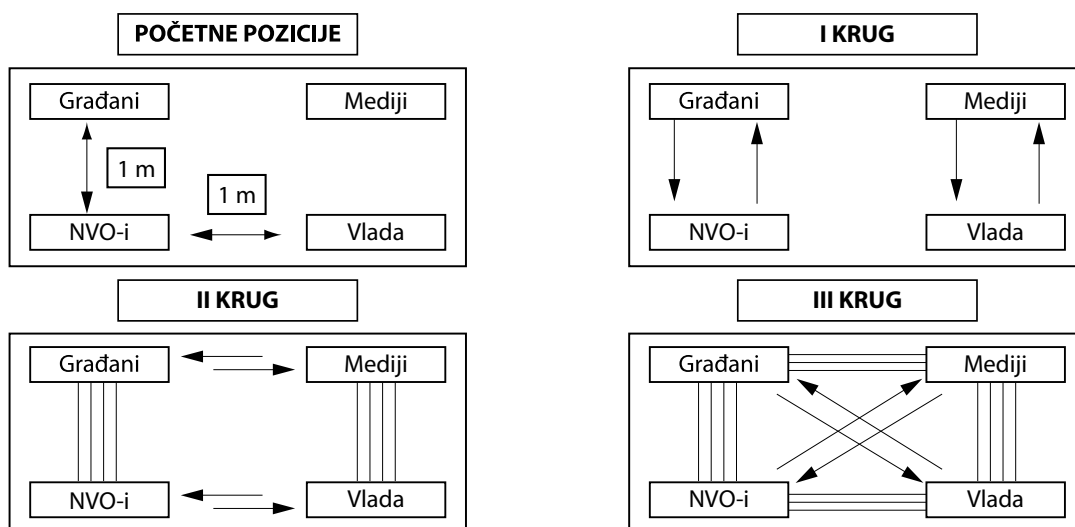 POČETNE POZICIJE
Građani
Mediji
1 m
1 m
NVO-i
Vlada
I KRUG
Građani
Mediji
NVO-i
Vlada
II KRUG
Građani
Mediji
NVO-i
Vlada
III KRUG
Građani
Mediji
NVO-i
Vlada